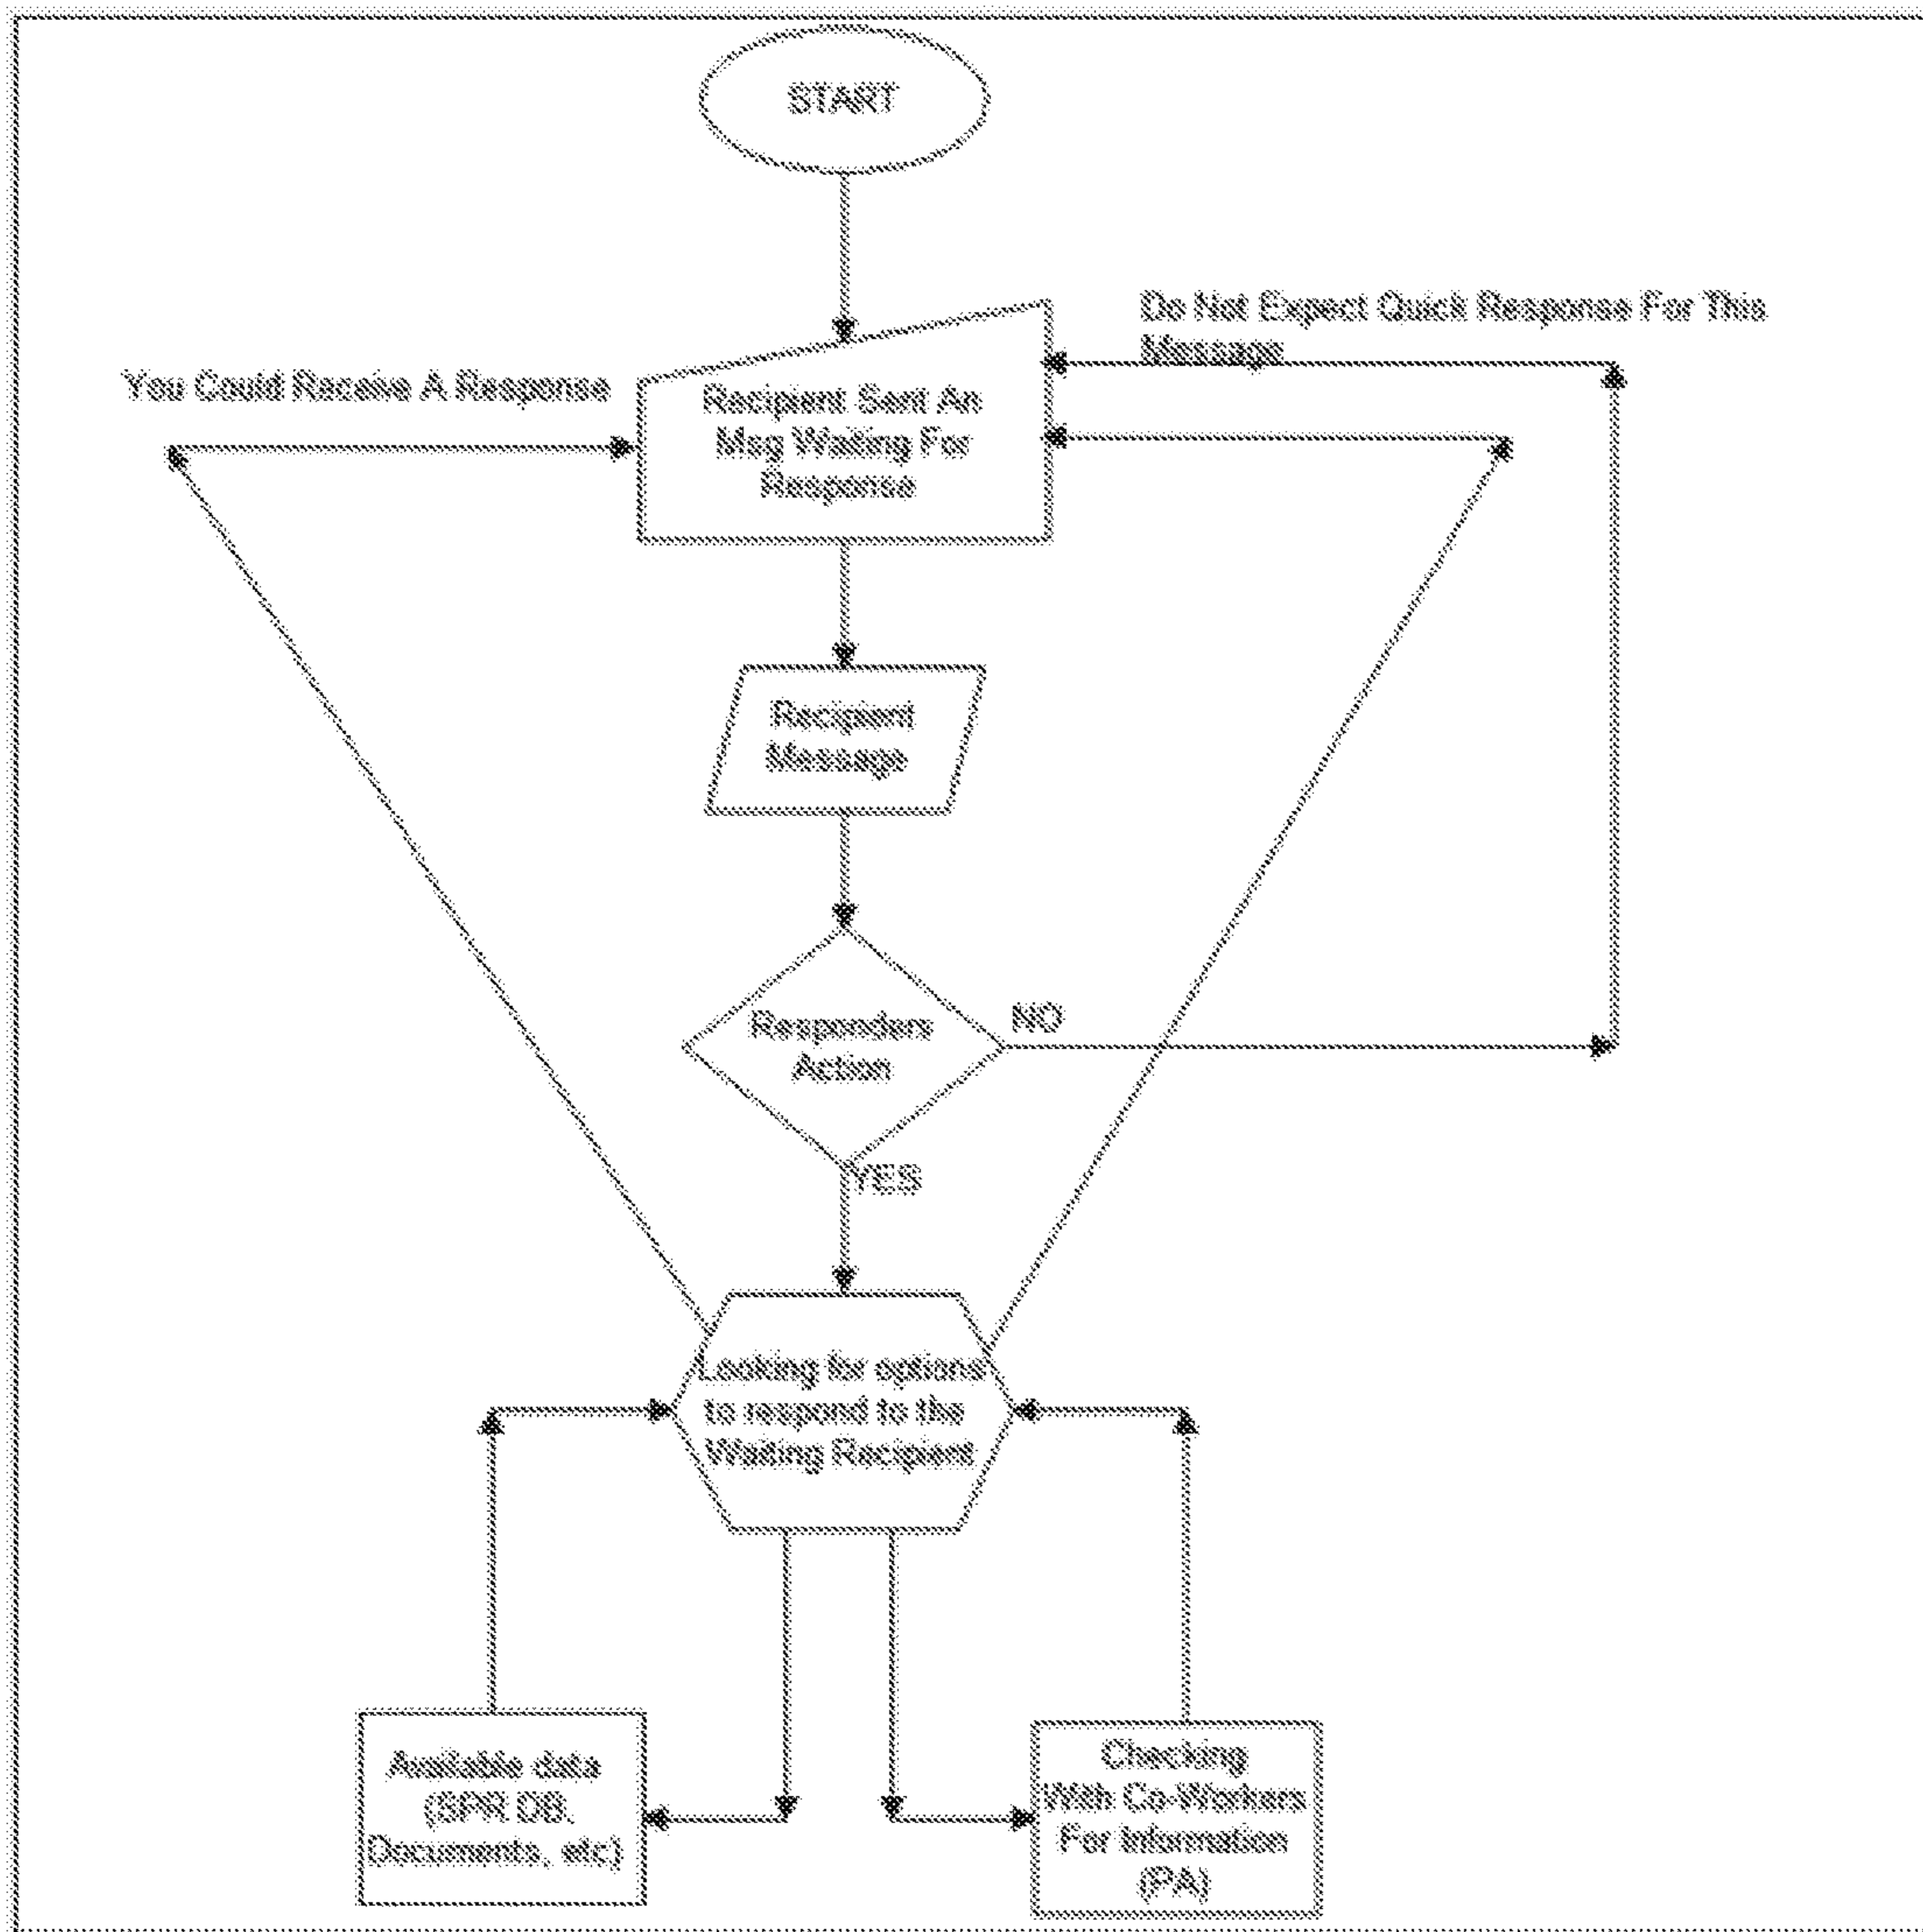 START
Do Not Expect Quick Response For This
Message
You Could Receive A Response
Recipient Sent An
Msg Waiting For
Response
Recipient
Message
Responders
Action
NO
YES
Looking for options
to respond to the
Waiting Recipient
Available data
(SPR DB,
Documents, etc)
Checking
With Co-Workers
For Information
(PA)